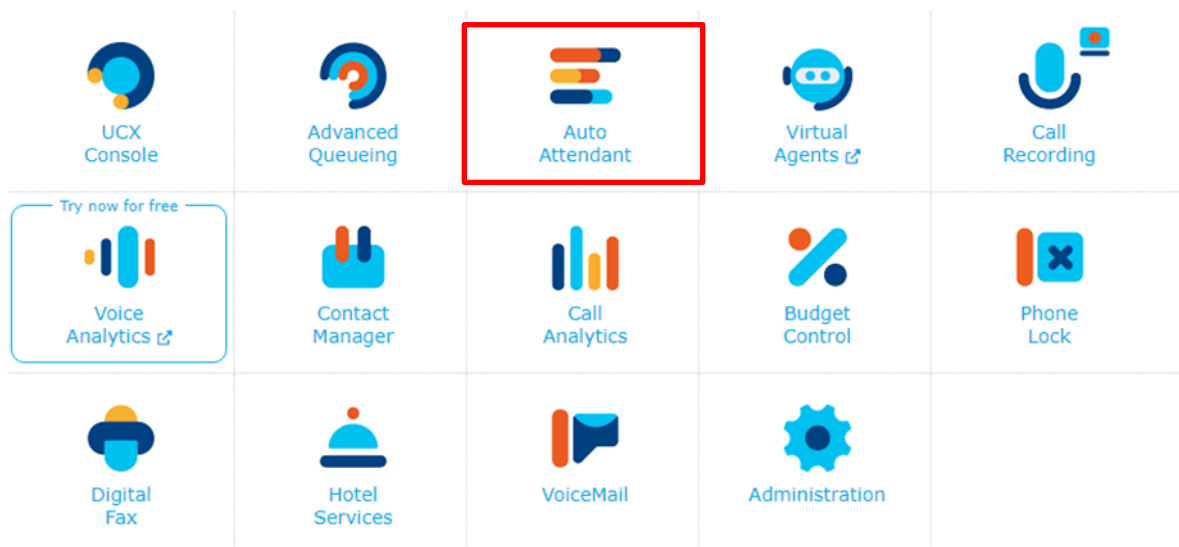 UCX
Console
Advanced
Queueing
Auto
Attendant
Virtual
Agents
Call
Recording
Try now for free
Voice
Analytics
Contact
Manager
Call
Analytics
Budget
Control
Phone
Lock
Digital
Fax
Hotel
Services
VoiceMail
Administration